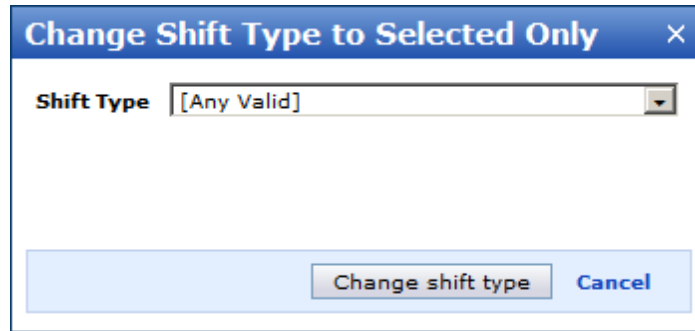 Change Shift Type to Selected Only
Shift Type [Any Valid]
Change shift type Cancel